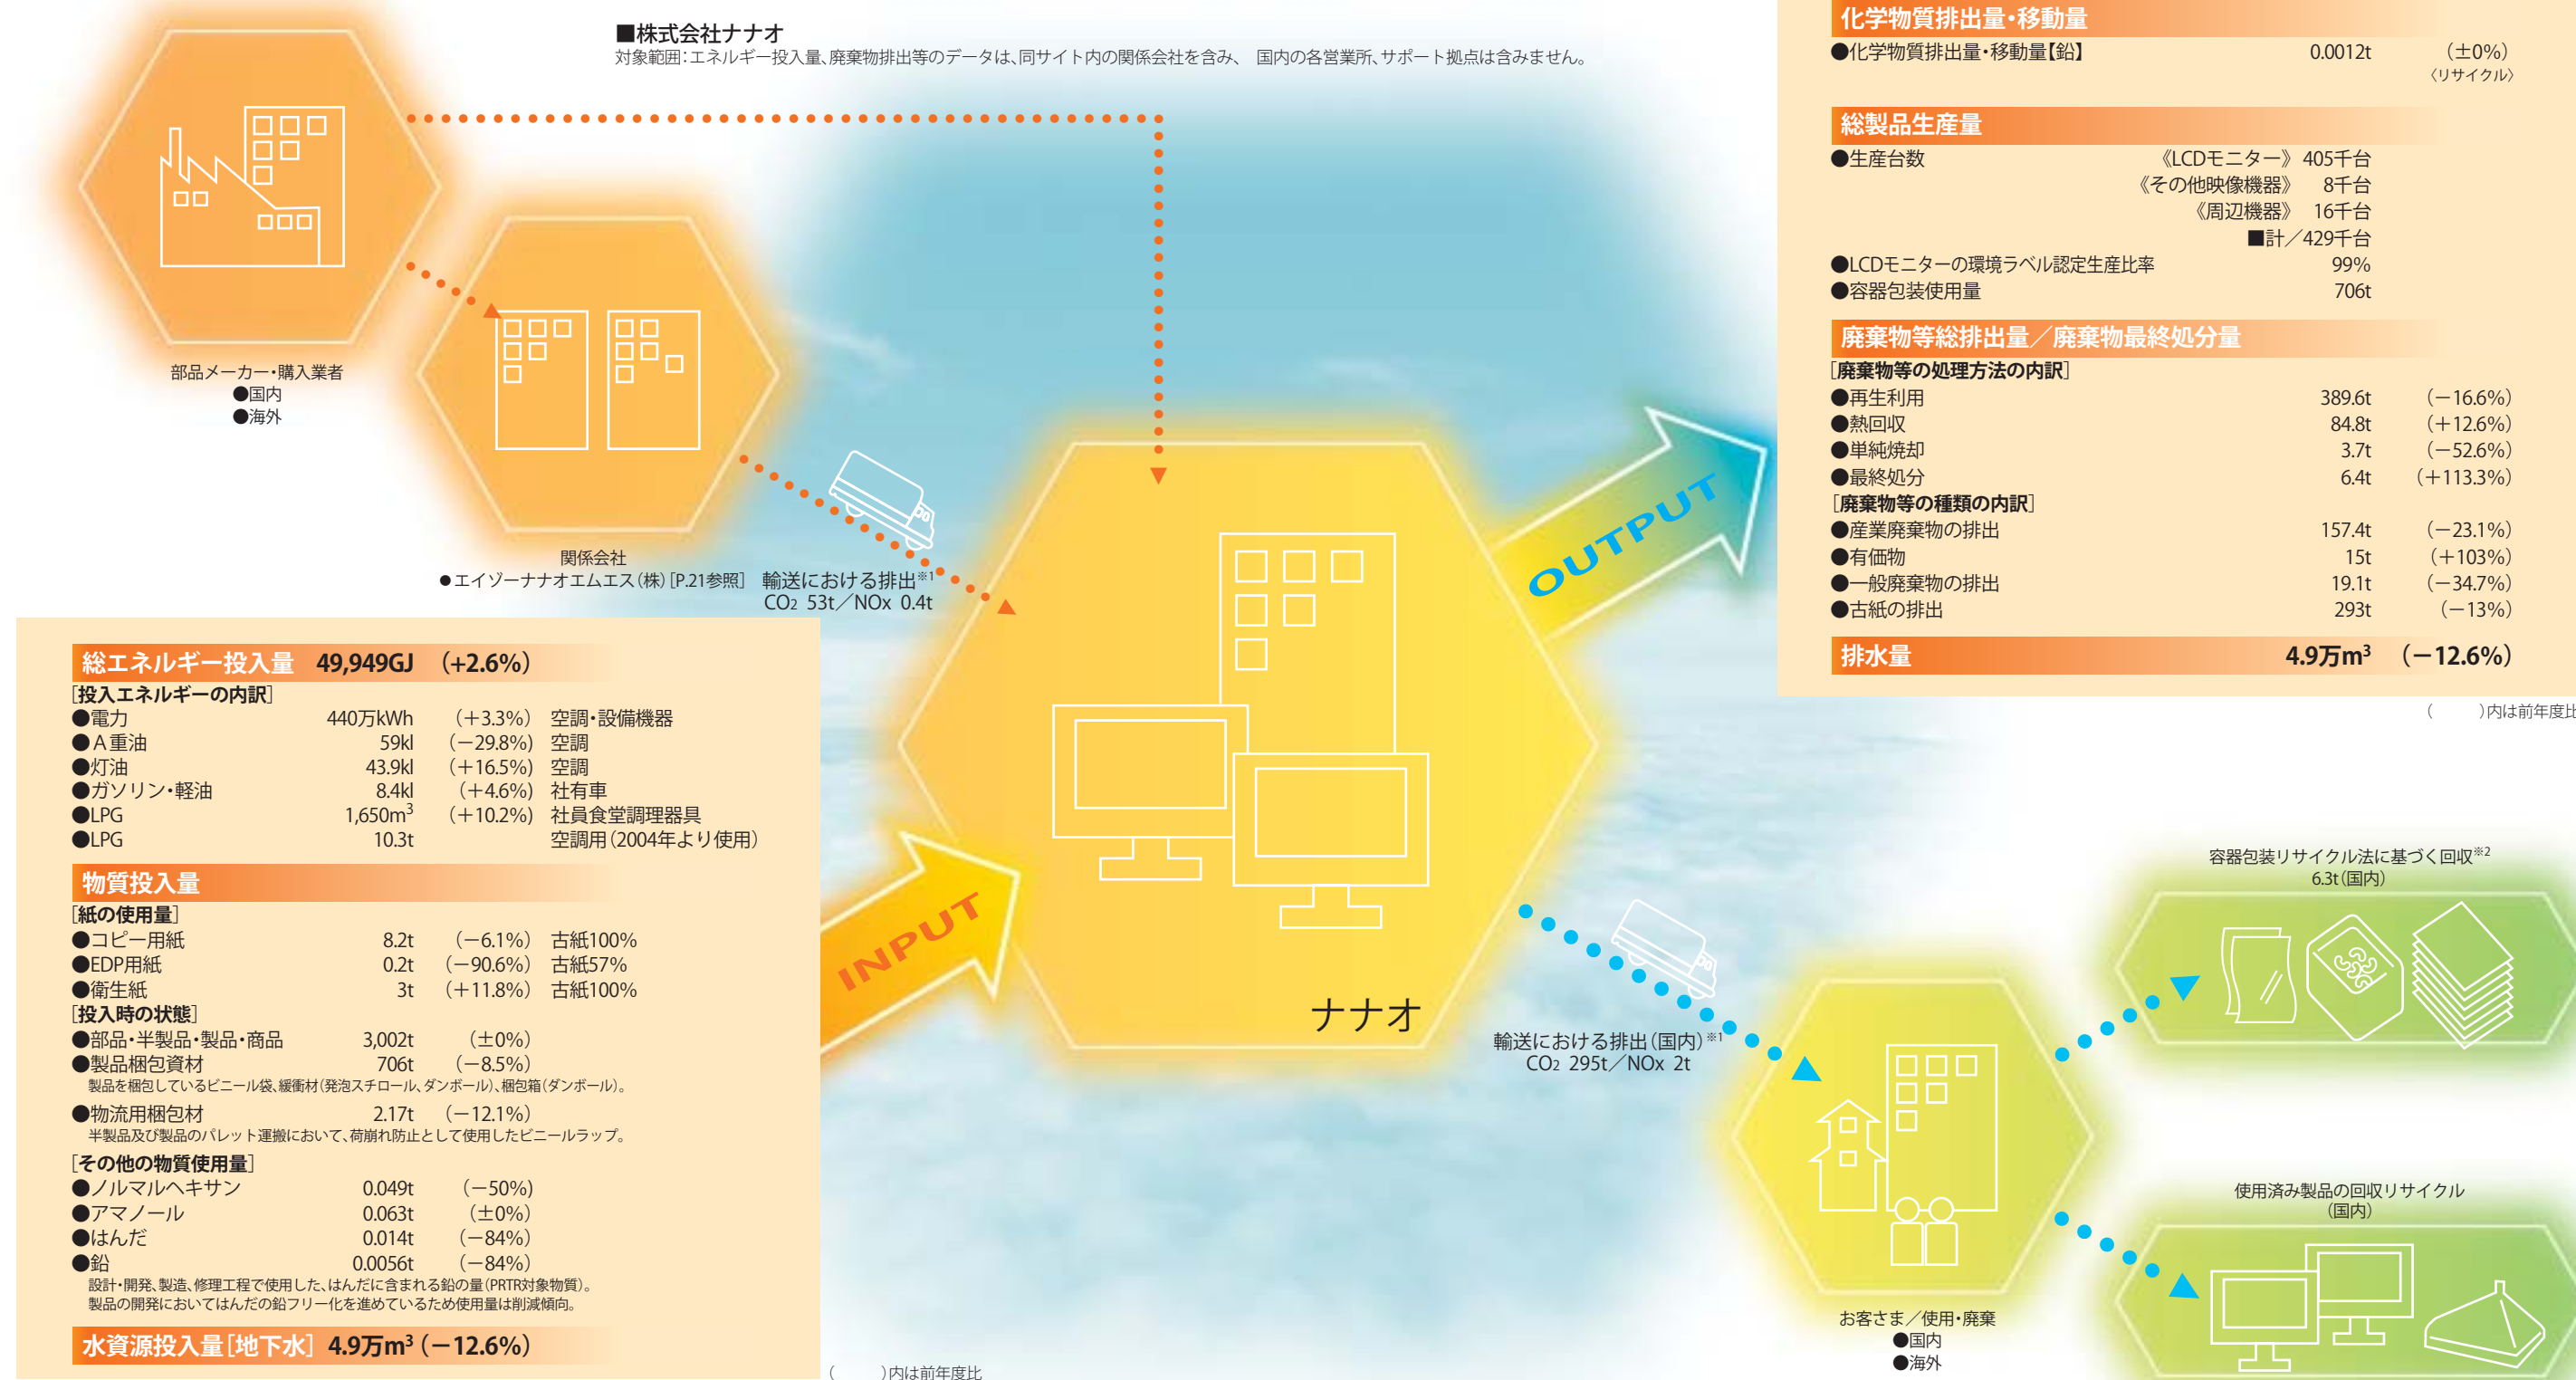 ■株式会社ナナオ
対象範囲：エネルギー投入量、廃棄物排出等のデータは、同サイト内の関係会社を含み、 国内の各営業所、サポート拠点は含みません。
部品メーカー・購入業者
●国内
●海外
関係会社
●エイゾーナナオエムエス（株）［P.21参照］
輸送における排出※1
CO2 53t／NOx 0.4t
総エネルギー投入量 49,949GJ （+2.6%）
［投入エネルギーの内訳］
●電力 440万kWh （＋3.3%） 空調・設備機器
●A重油 59kl （－29.8%） 空調
●灯油 43.9kl （＋16.5%） 空調
●ガソリン・軽油 8.4kl （＋4.6%） 社有車
●LPG 1,650m³ （＋10.2%） 社員食堂調理器具
●LPG 10.3t 空調用（2004年より使用）
物質投入量
［紙の使用量］
●コピー用紙 8.2t （－6.1%） 古紙100%
●EDP用紙 0.2t （－90.6%） 古紙57%
●衛生紙 3t （＋11.8%） 古紙100%
［投入時の状態］
●部品・半製品・製品・商品 3,002t （±0%）
●製品梱包資材 706t （－8.5%）
製品を梱包しているビニール袋、緩衝材（発泡スチロール、ダンボール）、梱包箱（ダンボール）。
●物流用梱包材 2.17t （－12.1%）
半製品及び製品のパレット運搬において、荷崩れ防止として使用したビニールラップ。
［その他の物質使用量］
●ノルマルヘキサン 0.049t （－50%）
●アマノール 0.063t （±0%）
●はんだ 0.014t （－84%）
●鉛 0.0056t （－84%）
設計・開発、製造、修理工程で使用した、はんだに含まれる鉛の量（PRTR対象物質）。
製品の開発においてはんだの鉛フリー化を進めているため使用量は削減傾向。
水資源投入量［地下水］ 4.9万m³（－12.6%）
（ ）内は前年度比
INPUT
ナナオ
OUTPUT
化学物質排出量・移動量
●化学物質排出量・移動量【鉛】 0.0012t （±0%）
〈リサイクル〉
総製品生産量
●生産台数 《LCDモニター》 405千台
《その他映像機器》 8千台
《周辺機器》 16千台
■計／429千台
●LCDモニターの環境ラベル認定生産比率 99%
●容器包装使用量 706t
廃棄物等総排出量／廃棄物最終処分量
［廃棄物等の処理方法の内訳］
●再生利用 389.6t （－16.6%）
●熱回収 84.8t （＋12.6%）
●単純焼却 3.7t （－52.6%）
●最終処分 6.4t （＋113.3%）
［廃棄物等の種類の内訳］
●産業廃棄物の排出 157.4t （－23.1%）
●有価物 15t （＋103%）
●一般廃棄物の排出 19.1t （－34.7%）
●古紙の排出 293t （－13%）
排水量 4.9万m³ （－12.6%）
（ ）内は前年度比
輸送における排出（国内）※1
CO2 295t／NOx 2t
お客さま／使用・廃棄
●国内
●海外
容器包装リサイクル法に基づく回収※2
6.3t（国内）
使用済み製品の回収リサイクル
（国内）